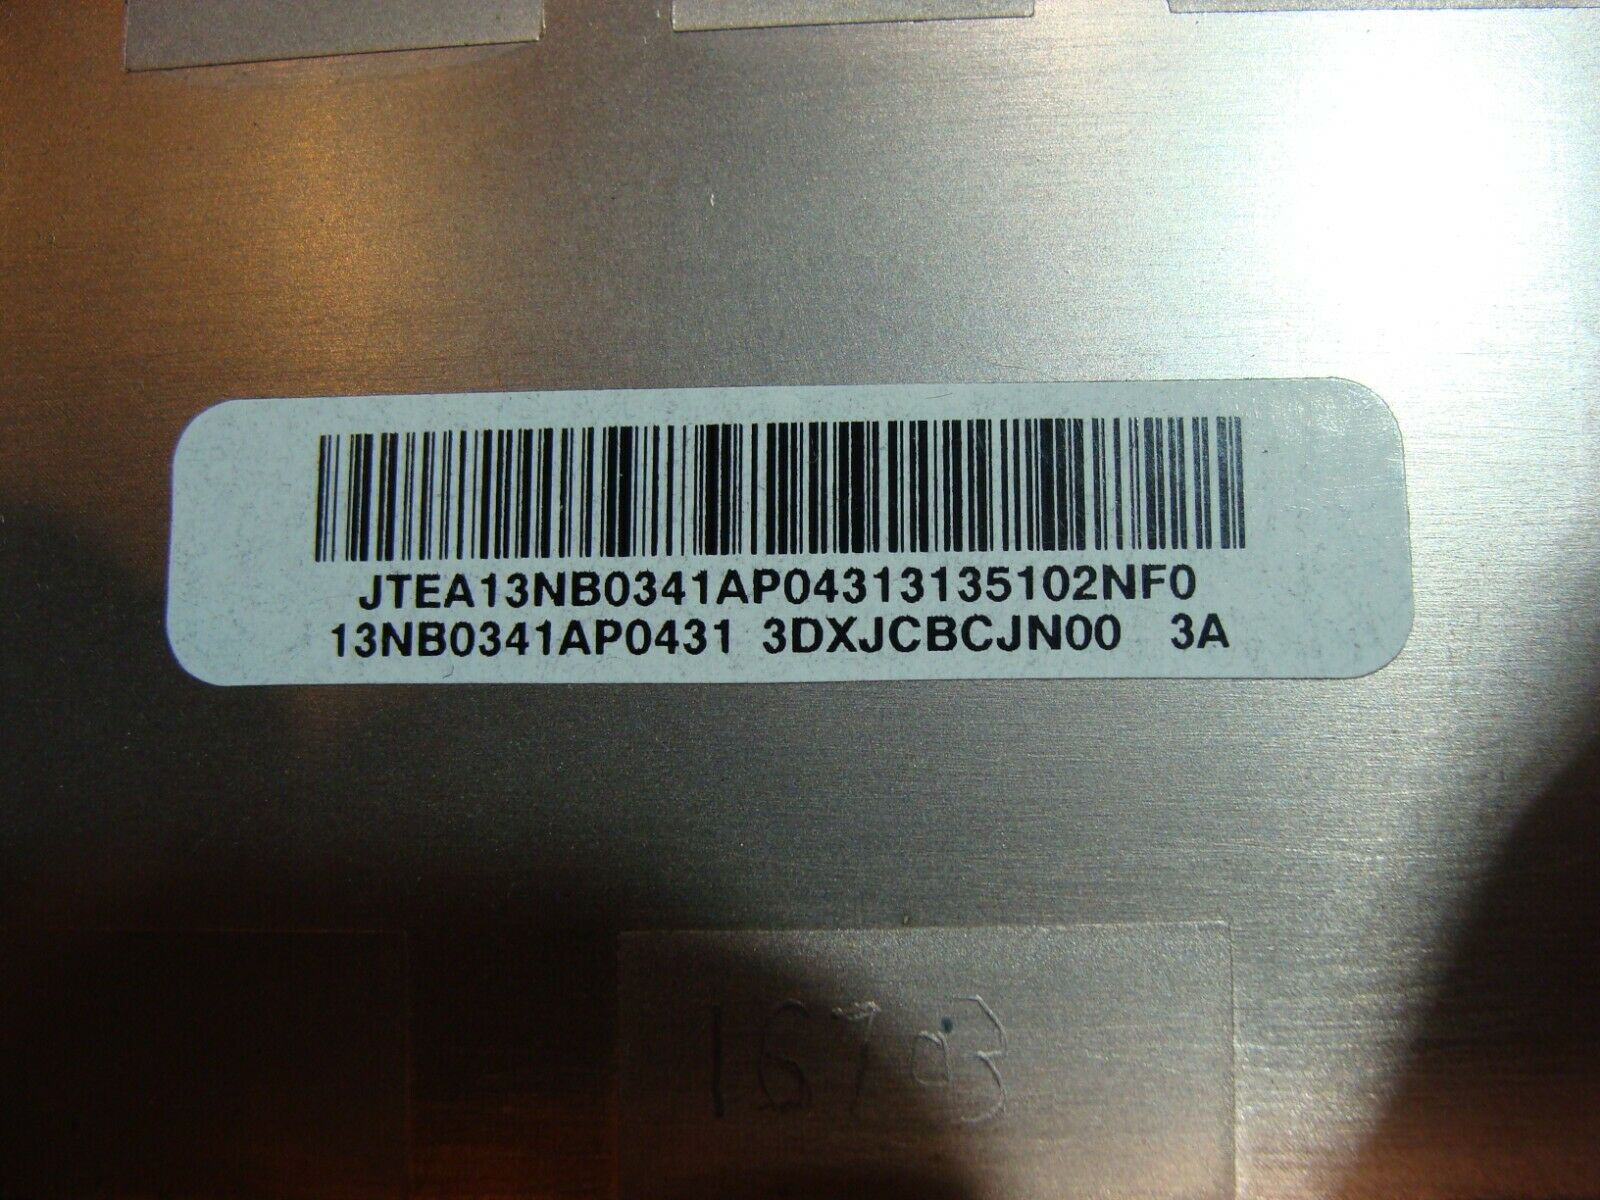 JTEA13NB0341AP04313135102NF0
13NB0341AP0431 3DXJCBCJN00 3A